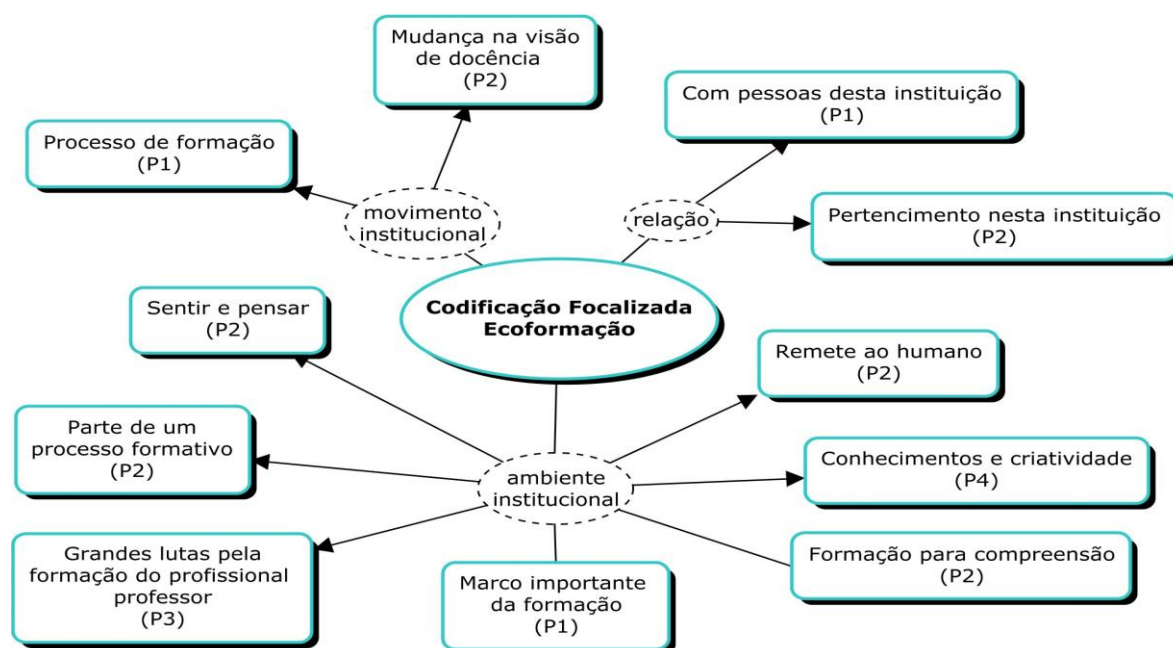 Mudança na visão
de docência
(P2)
Com pessoas desta instituição
(P1)
Processo de formação
(P1)
movimento
institucional
relação
Pertencimento nesta instituição
(P2)
Codificação Focalizada
Ecoformação
Sentir e pensar
(P2)
Remete ao humano
(P2)
Parte de um
processo formativo
(P2)
ambiente
institucional
Conhecimentos e criatividade
(P4)
Grandes lutas pela
formação do profissional
professor
(P3)
Marco importante
da formação
(P1)
Formação para compreensão
(P2)